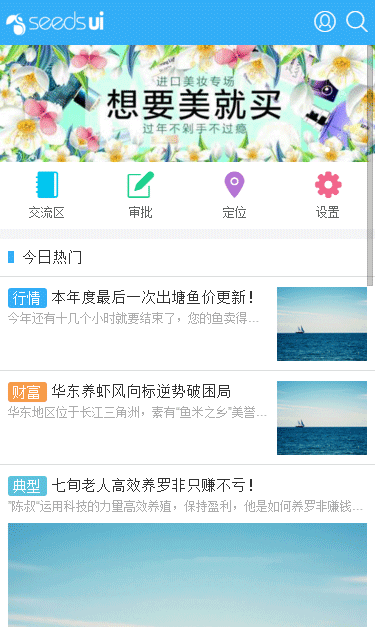 seedsui
进口美妆专场
想要美就买
过年不剁手不过瘾
交流区
审批
定位
设置
今日热门
行情 本年度最后一次出塘鱼价更新！
今年还有十几个小时就要结束了，您的鱼卖得…
财富 华东养虾风向标逆势破困局
华东地区位于长江三角洲，素有“鱼米之乡”美誉…
典型 七旬老人高效养罗非只赚不亏！
“陈叔”运用科技的力量高效养殖，保持盈利，他是如何养罗非赚钱…